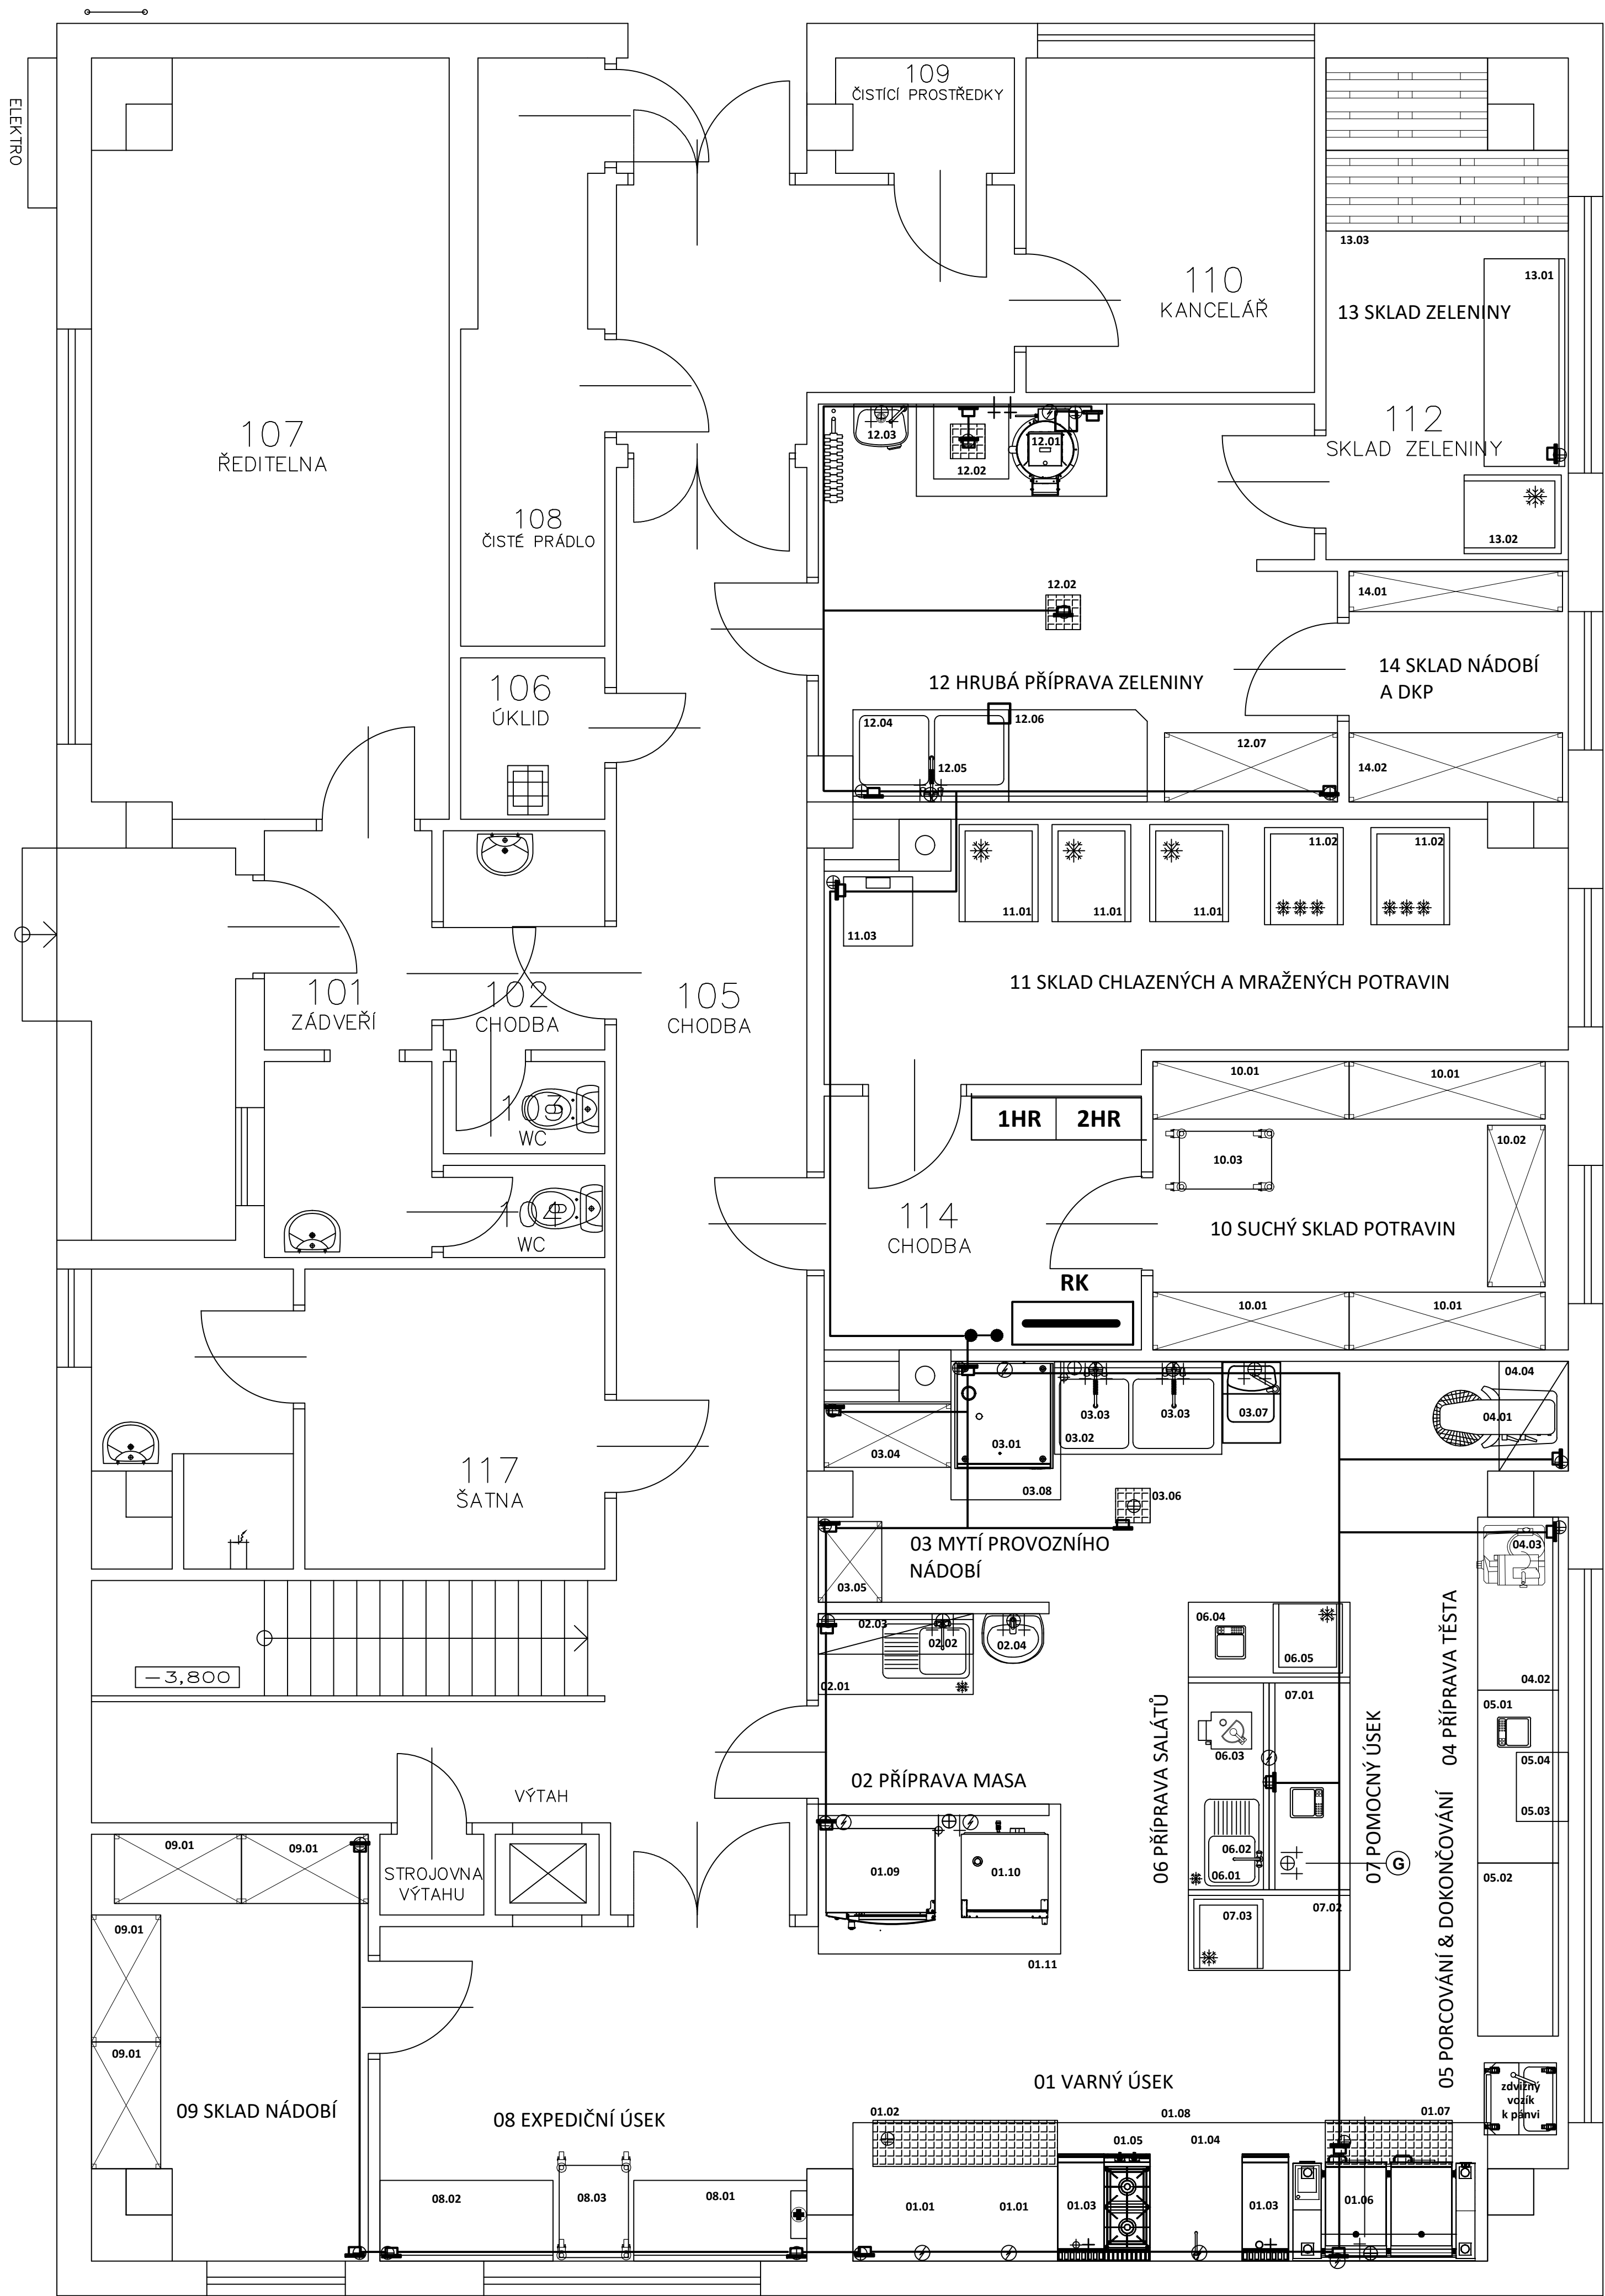 ELEKTRO
109
ČISTÍCÍ PROSTŘEDKY
110
KANCELÁŘ
13.03
13.01
13 SKLAD ZELENINY
107
ŘEDITELNA
112
SKLAD ZELENINY
12.03
12.02
12.01
13.02
108
ČISTÉ PRÁDLO
12.02
14.01
14 SKLAD NÁDOBÍ
A DKP
12 HRUBÁ PŘÍPRAVA ZELENINY
106
ÚKLID
12.04
12.05
12.06
12.07
14.02
11.01
11.01
11.01
11.02
11.02
11.03
11 SKLAD CHLAZENÝCH A MRAŽENÝCH POTRAVIN
101
ZÁDVEŘÍ
102
CHODBA
105
CHODBA
103
WC
104
WC
1HR
2HR
10.01
10.01
10.02
10.03
114
CHODBA
10 SUCHÝ SKLAD POTRAVIN
RK
10.01
10.01
04.04
04.01
03.03
03.03
03.07
03.02
03.01
03.04
03.08
03.06
117
ŠATNA
03 MYTÍ PROVOZNÍHO
NÁDOBÍ
03.05
04.03
02.03
02.02
02.04
02.01
06.04
06.05
04.02
04 PŘÍPRAVA TĚSTA
-3,800
07.01
05.01
06 PŘÍPRAVA SALÁTŮ
07 POMOCNÝ ÚSEK
06.03
05.04
05.03
02 PŘÍPRAVA MASA
VÝTAH
09.01
09.01
STROJOVNA
VÝTAHU
01.09
01.10
06.02
06.01
G
05.02
05 PORCOVÁNÍ & DOKONČOVÁNÍ
07.02
07.03
09.01
01.11
09.01
01 VARNÝ ÚSEK
zdvižný
vozík
k pánvi
09 SKLAD NÁDOBÍ
08 EXPEDIČNÍ ÚSEK
01.02
01.08
01.07
01.05
01.04
08.02
08.03
08.01
01.01
01.01
01.03
01.03
01.06